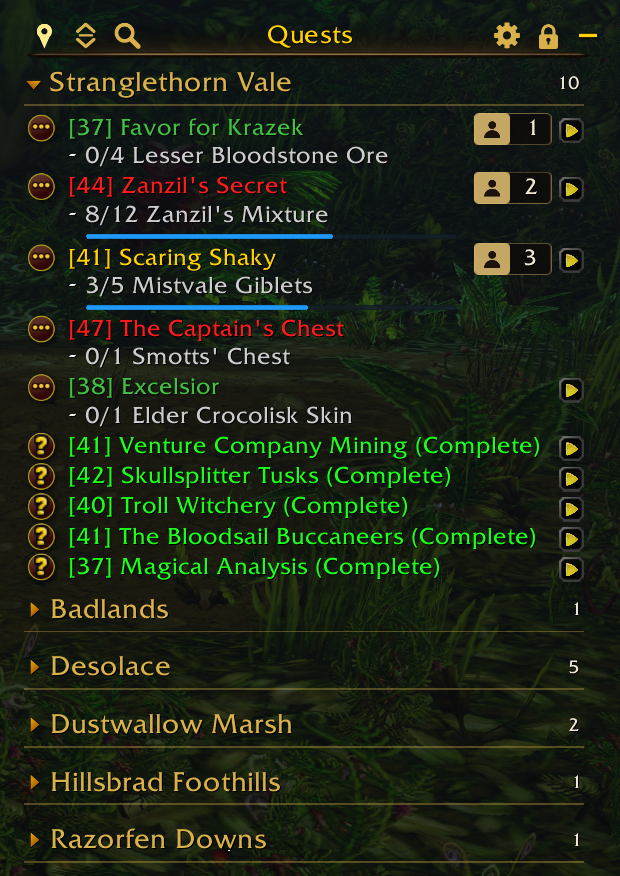 Quests
Stranglethorn Vale 10
[37] Favor for Krazek 1
- 0/4 Lesser Bloodstone Ore
[44] Zanzil's Secret 2
- 8/12 Zanzil's Mixture
[41] Scaring Shaky 3
- 3/5 Mistvale Giblets
[47] The Captain's Chest
- 0/1 Smotts' Chest
[38] Excelsior
- 0/1 Elder Crocolisk Skin
? [41] Venture Company Mining (Complete)
? [42] Skullsplitter Tusks (Complete)
? [40] Troll Witchery (Complete)
? [41] The Bloodsail Buccaneers (Complete)
? [37] Magical Analysis (Complete)
Badlands 1
Desolace 5
Dustwallow Marsh 2
Hillsbrad Foothills 1
Razorfen Downs 1